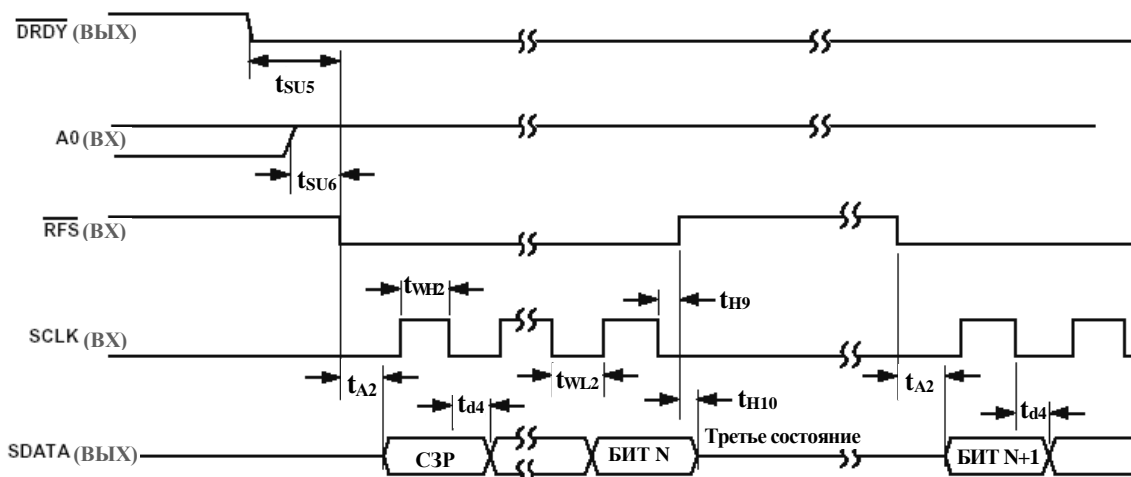 DRDY (ВЫХ)
tSU5
A0 (ВХ)
tSU6
RFS (ВХ)
tWH2
tH9
SCLK (ВХ)
tA2
tWL2
tA2
td4
tH10
td4
SDATA (ВЫХ)
СЗР
БИТ N
Третье состояние
БИТ N+1